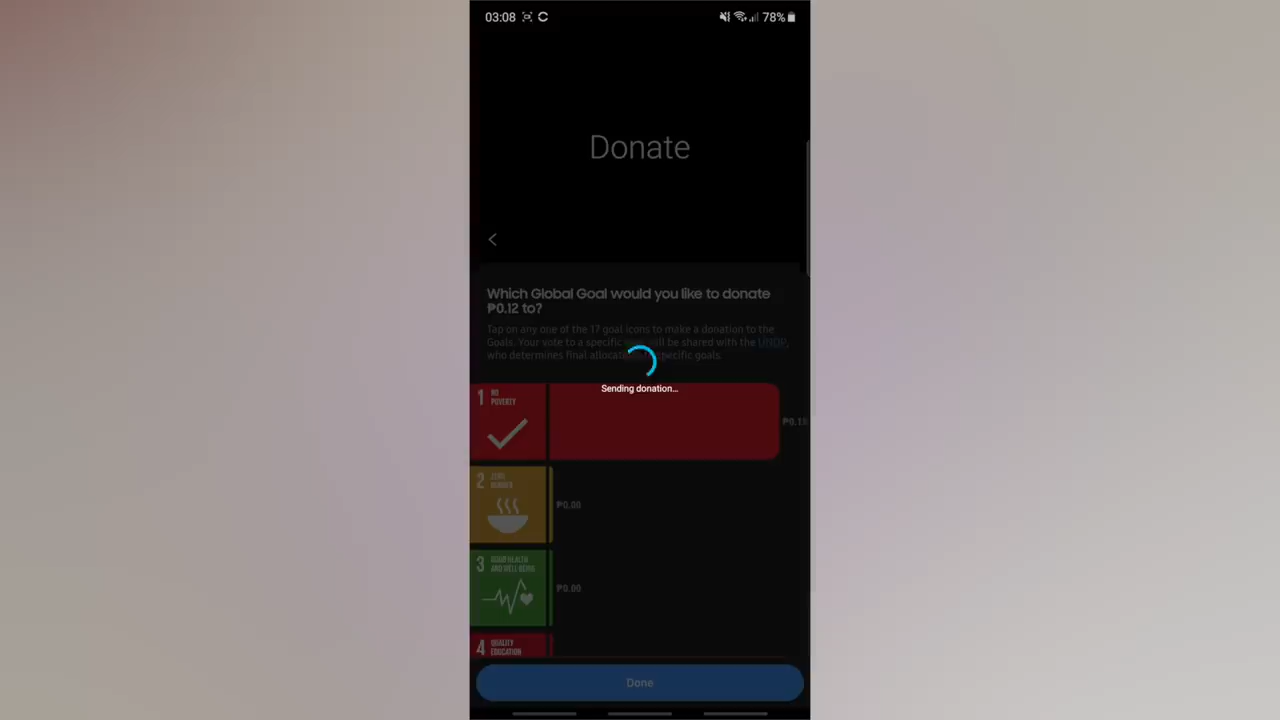 03:08
78%
Donate
Which Global Goal would you like to donate
₱0.12 to?
Tap on any one of the 17 goal icons to make a donation to the
Goals. Your vote to a specific will be shared with the UNDP,
who determines final allocation specific goals.
Sending donation...
1 NO
POVERTY
2 ZERO
HUNGER
₱0.00
3 GOOD HEALTH
AND WELL-BEING
₱0.00
4 QUALITY
EDUCATION
Done